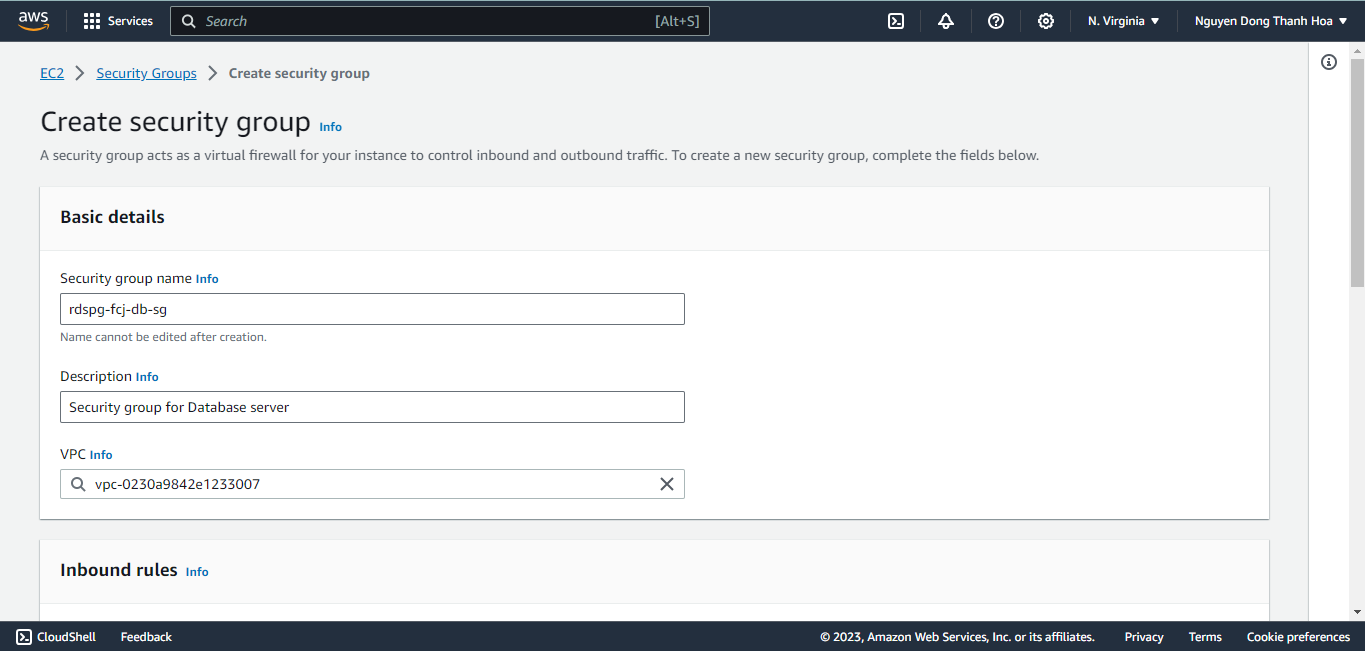 aws Services Search [Alt+S] N. Virginia Nguyen Dong Thanh Hoa
EC2 Security Groups Create security group
Create security group Info
A security group acts as a virtual firewall for your instance to control inbound and outbound traffic. To create a new security group, complete the fields below.
Basic details
Security group name Info
rdspg-fcj-db-sg
Name cannot be edited after creation.
Description Info
Security group for Database server
VPC Info
vpc-0230a9842e1233007
Inbound rules Info
CloudShell Feedback © 2023, Amazon Web Services, Inc. or its affiliates. Privacy Terms Cookie preferences